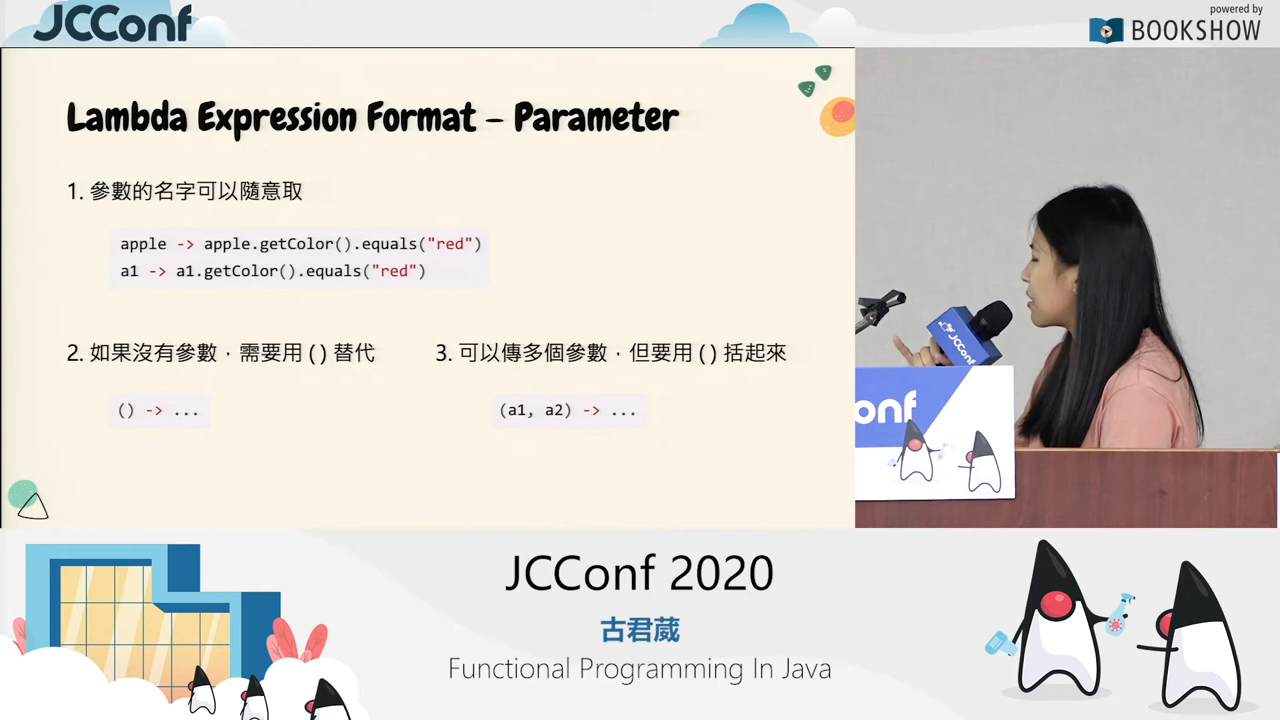 JCConf
powered by
BOOKSHOW
Lambda Expression Format – Parameter
1. 參數的名字可以隨意取
apple -> apple.getColor().equals("red")
a1 -> a1.getColor().equals("red")
2. 如果沒有參數，需要用 ( ) 替代
3. 可以傳多個參數，但要用 ( ) 括起來
() -> ...
(a1, a2) -> ...
JCConf
onf
JCConf 2020
古君葳
Functional Programming In Java